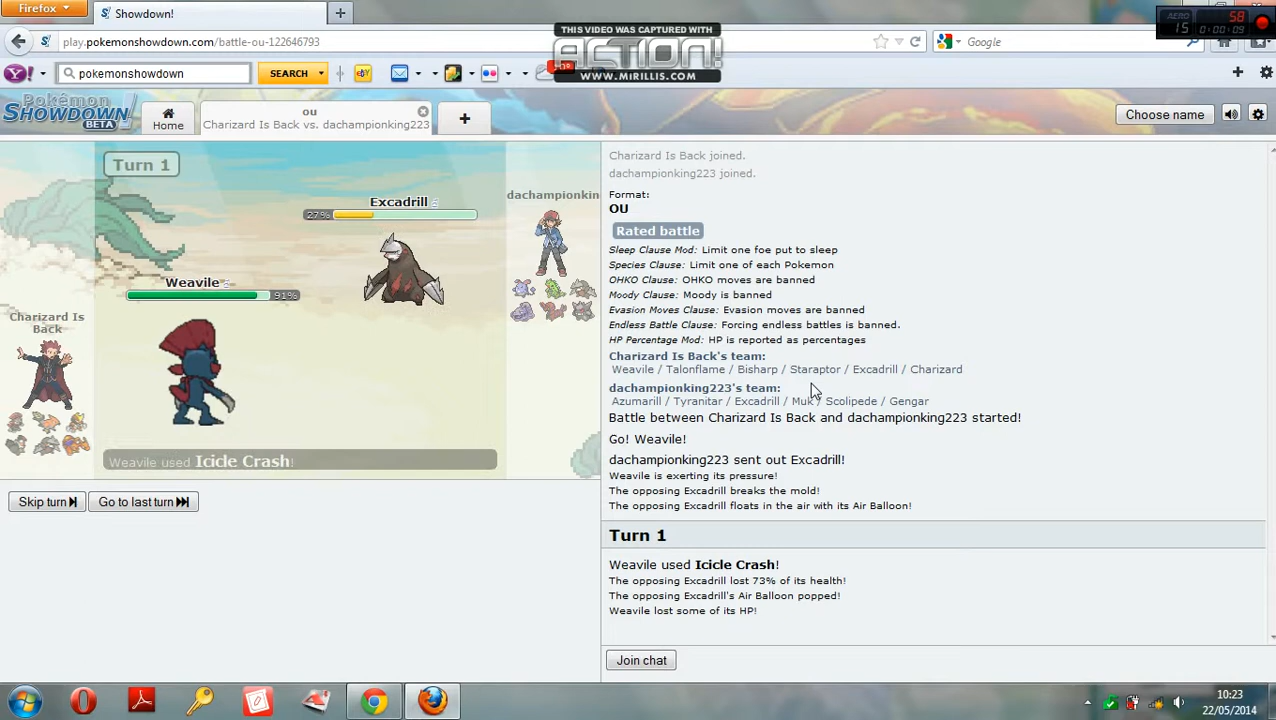 Firefox
Showdown!
THIS VIDEO WAS CAPTURED WITH
ACTION!
WWW.MIRILLIS.COM
AERO
15
58
0:00:09
play.pokemonshowdown.com/battle-ou-122646793
Google
pokemonshowdown
SEARCH
Pokémon
SHOWDOWN
BETA
Home
ou
Charizard Is Back vs. dachampionking223
Choose name
Turn 1
Excadrill
27%
dachampionkin
Weavile
91%
Charizard Is
Back
Weavile used Icicle Crash!
Skip turn
Go to last turn
Charizard Is Back joined.
dachampionking223 joined.
Format:
OU
Rated battle
Sleep Clause Mod: Limit one foe put to sleep
Species Clause: Limit one of each Pokemon
OHKO Clause: OHKO moves are banned
Moody Clause: Moody is banned
Evasion Moves Clause: Evasion moves are banned
Endless Battle Clause: Forcing endless battles is banned.
HP Percentage Mod: HP is reported as percentages
Charizard Is Back's team:
Weavile / Talonflame / Bisharp / Staraptor / Excadrill / Charizard
dachampionking223's team:
Azumarill / Tyranitar / Excadrill / Muk / Scolipede / Gengar
Battle between Charizard Is Back and dachampionking223 started!
Go! Weavile!
dachampionking223 sent out Excadrill!
Weavile is exerting its pressure!
The opposing Excadrill breaks the mold!
The opposing Excadrill floats in the air with its Air Balloon!
Turn 1
Weavile used Icicle Crash!
The opposing Excadrill lost 73% of its health!
The opposing Excadrill's Air Balloon popped!
Weavile lost some of its HP!
Join chat
10:23
22/05/2014